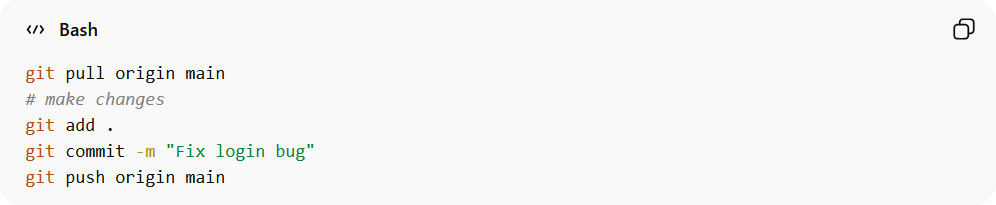 Bash
git pull origin main
# make changes
git add .
git commit -m "Fix login bug"
git push origin main